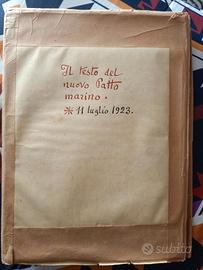 Il testo del
nuovo Patto
marino.
* 11 luglio 1923.
subito